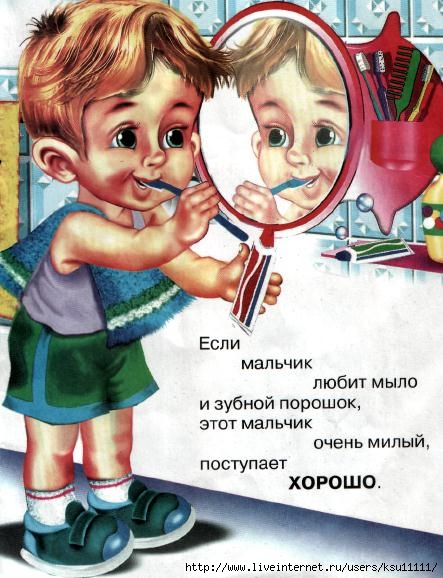 Если
мальчик
любит мыло
и зубной порошок,
этот мальчик
очень милый,
поступает
ХОРОШО.
http://www.liveinternet.ru/users/ksu11111/